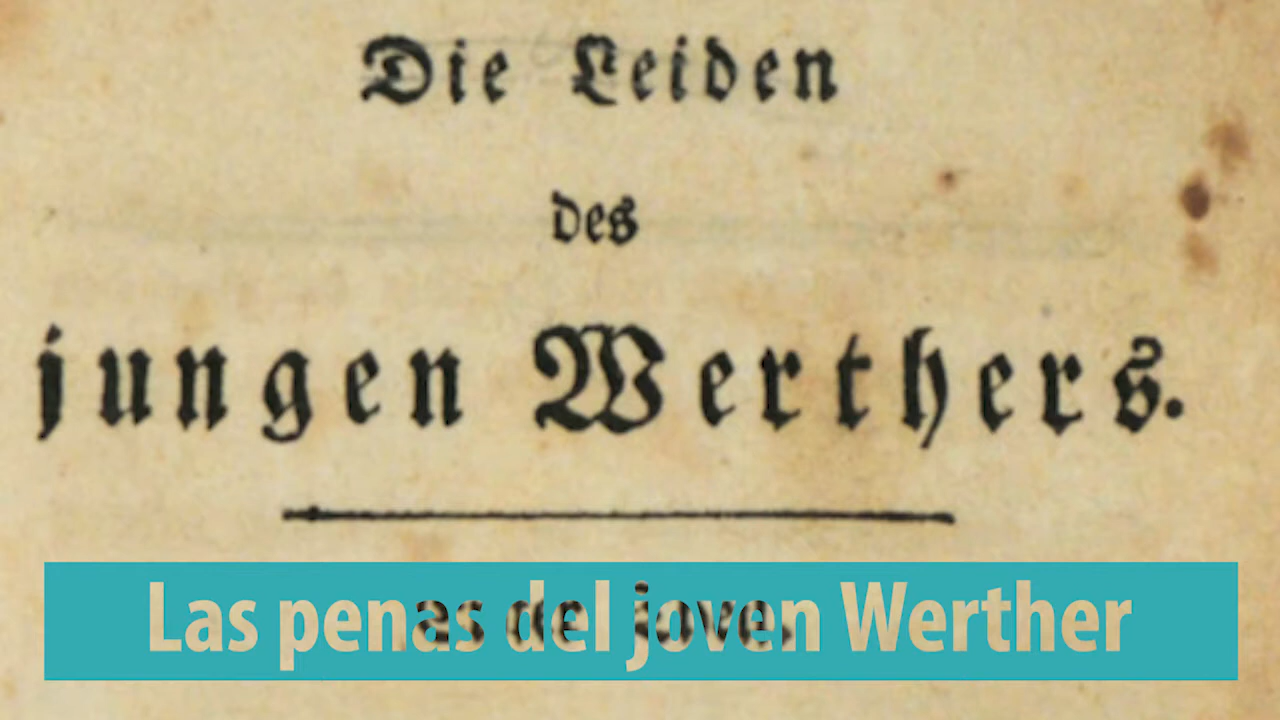 Die Leiden
des
jungen Werthers.
Las penas del joven Werther